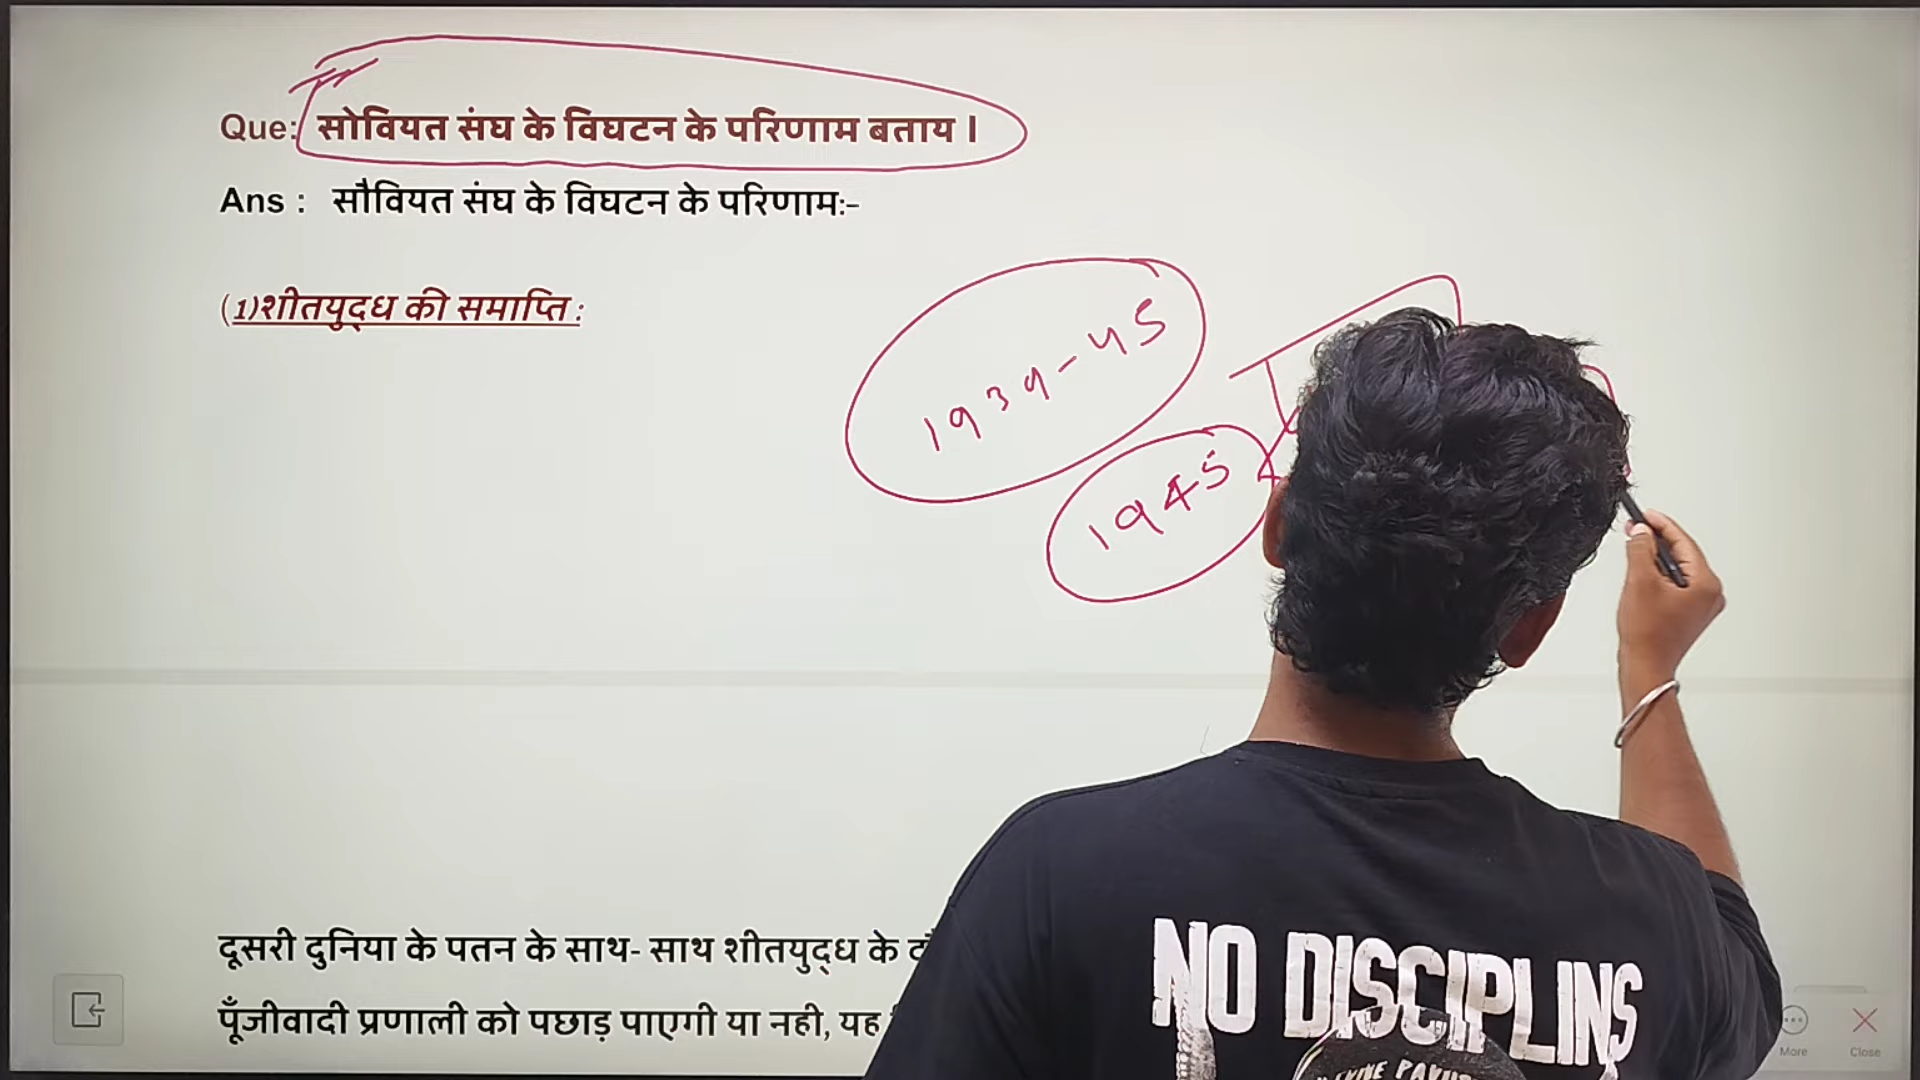 Que: सोवियत संघ के विघटन के परिणाम बताय ।
Ans : सौवियत संघ के विघटन के परिणामः-
(1)शीतयुद्ध की समाप्ति :
1939-45
1945
दूसरी दुनिया के पतन के साथ- साथ शीतयुद्ध के
पूँजीवादी प्रणाली को पछाड़ पाएगी या नही, यह
NO DISCIPLINS
More Close